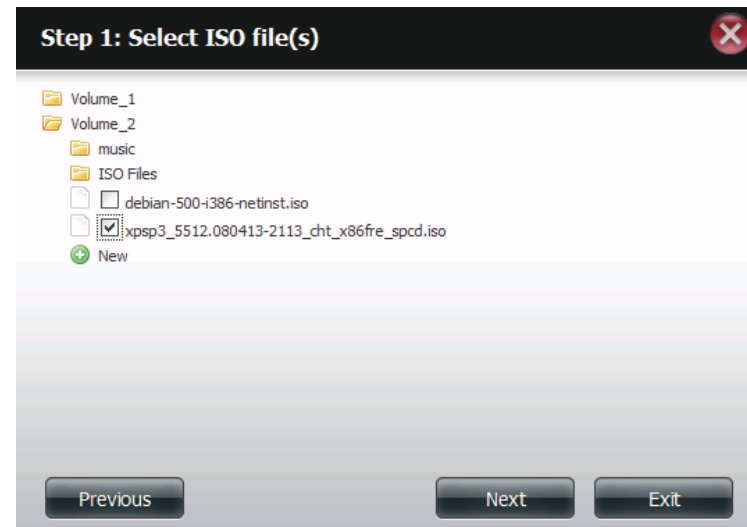 Step 1: Select ISO file(s)
Volume_1
Volume_2
music
ISO Files
debian-500-i386-netinst.iso
xpsp3_5512.080413-2113_cht_x86fre_spcd.iso
New
Previous
Next
Exit